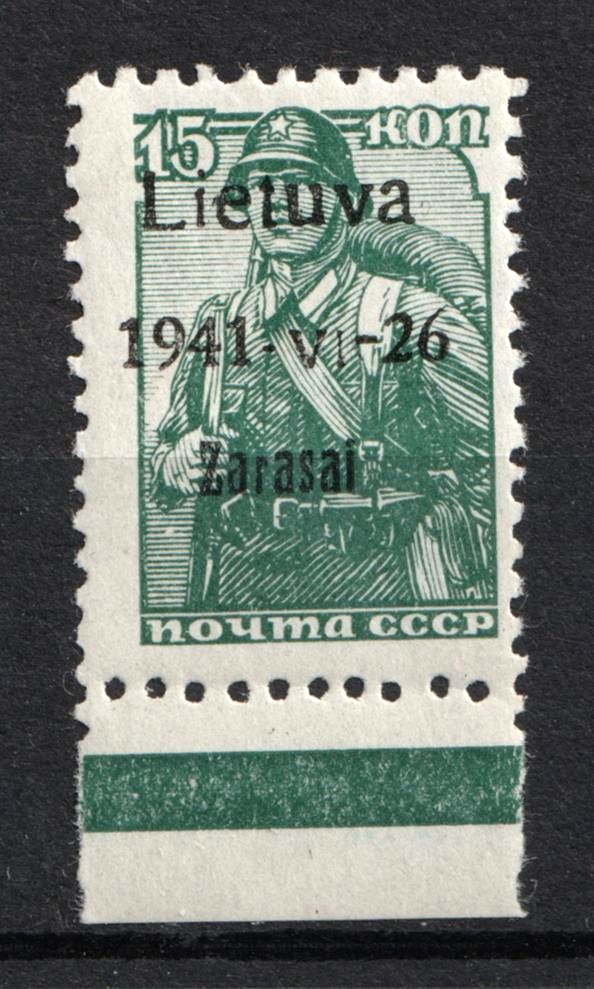 15 коп
Lietuva
1941-VI-26
Zarasai
почта СССР